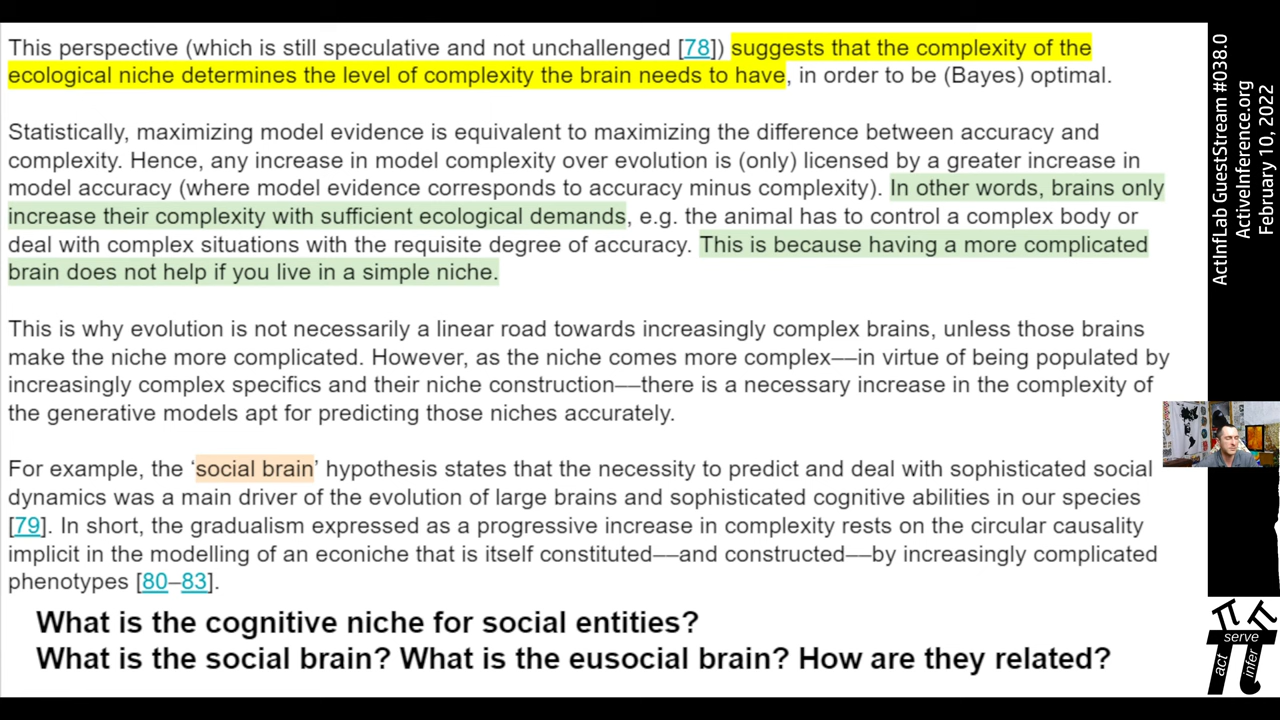 This perspective (which is still speculative and not unchallenged [78]) suggests that the complexity of the
ecological niche determines the level of complexity the brain needs to have, in order to be (Bayes) optimal.
Statistically, maximizing model evidence is equivalent to maximizing the difference between accuracy and
complexity. Hence, any increase in model complexity over evolution is (only) licensed by a greater increase in
model accuracy (where model evidence corresponds to accuracy minus complexity). In other words, brains only
increase their complexity with sufficient ecological demands, e.g. the animal has to control a complex body or
deal with complex situations with the requisite degree of accuracy. This is because having a more complicated
brain does not help if you live in a simple niche.
This is why evolution is not necessarily a linear road towards increasingly complex brains, unless those brains
make the niche more complicated. However, as the niche comes more complex—in virtue of being populated by
increasingly complex specifics and their niche construction—there is a necessary increase in the complexity of
the generative models apt for predicting those niches accurately.
For example, the ‘social brain’ hypothesis states that the necessity to predict and deal with sophisticated social
dynamics was a main driver of the evolution of large brains and sophisticated cognitive abilities in our species
[79]. In short, the gradualism expressed as a progressive increase in complexity rests on the circular causality
implicit in the modelling of an econiche that is itself constituted—and constructed—by increasingly complicated
phenotypes [80–83].
What is the cognitive niche for social entities?
What is the social brain? What is the eusocial brain? How are they related?
ActInfLab GuestStream #038.0
ActiveInference.org
February 10, 2022
serve
act
infer